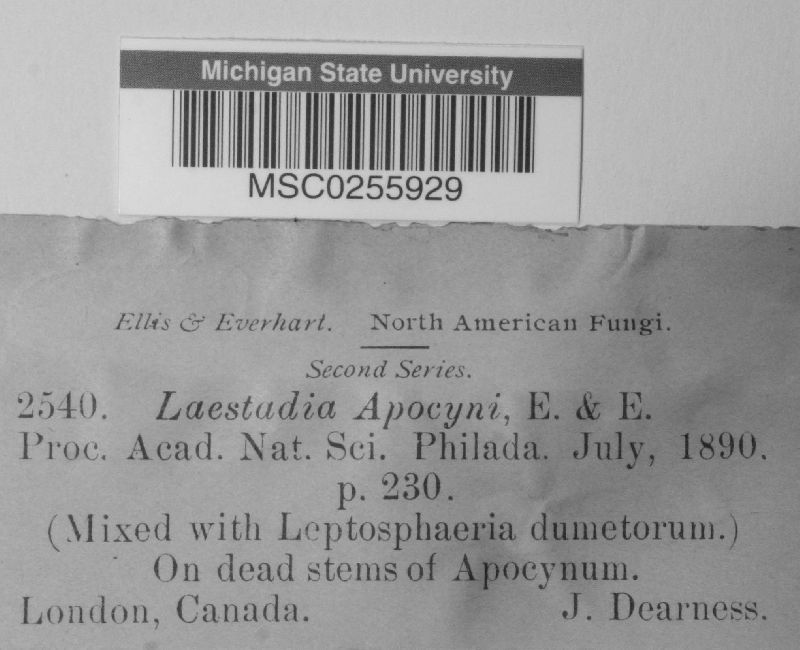 Michigan State University
MSC0255929
Ellis & Everhart. North American Fungi.
Second Series.
2540. Laestadia Apocyni, E. & E.
Proc. Acad. Nat. Sci. Philada. July, 1890.
p. 230.
(Mixed with Leptosphaeria dumetorum.)
On dead stems of Apocynum.
London, Canada. J. Dearness.